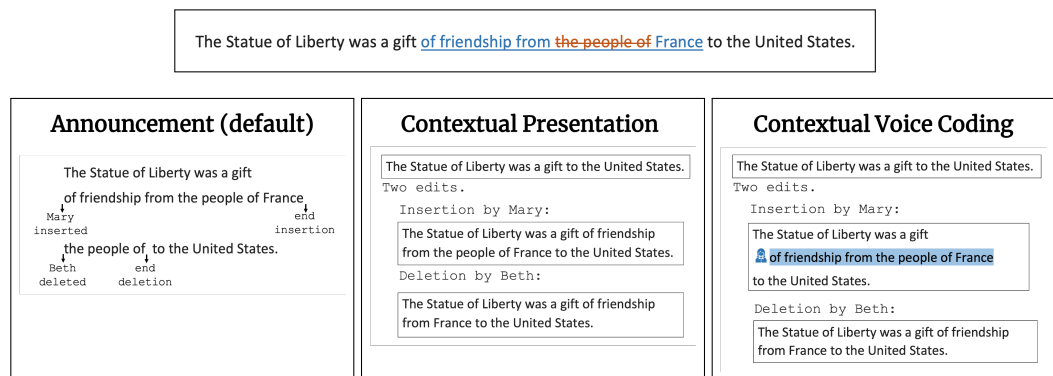 The Statue of Liberty was a gift of friendship from the people of France to the United States.
Announcement (default)
The Statue of Liberty was a gift
of friendship from the people of France
Mary
inserted
end
insertion
the people of to the United States.
Beth
deleted
end
deletion
Contextual Presentation
The Statue of Liberty was a gift to the United States.
Two edits.
Insertion by Mary:
The Statue of Liberty was a gift of friendship
from the people of France to the United States.
Deletion by Beth:
The Statue of Liberty was a gift of friendship
from France to the United States.
Contextual Voice Coding
The Statue of Liberty was a gift to the United States.
Two edits.
Insertion by Mary:
The Statue of Liberty was a gift
of friendship from the people of France
to the United States.
Deletion by Beth:
The Statue of Liberty was a gift of friendship
from France to the United States.